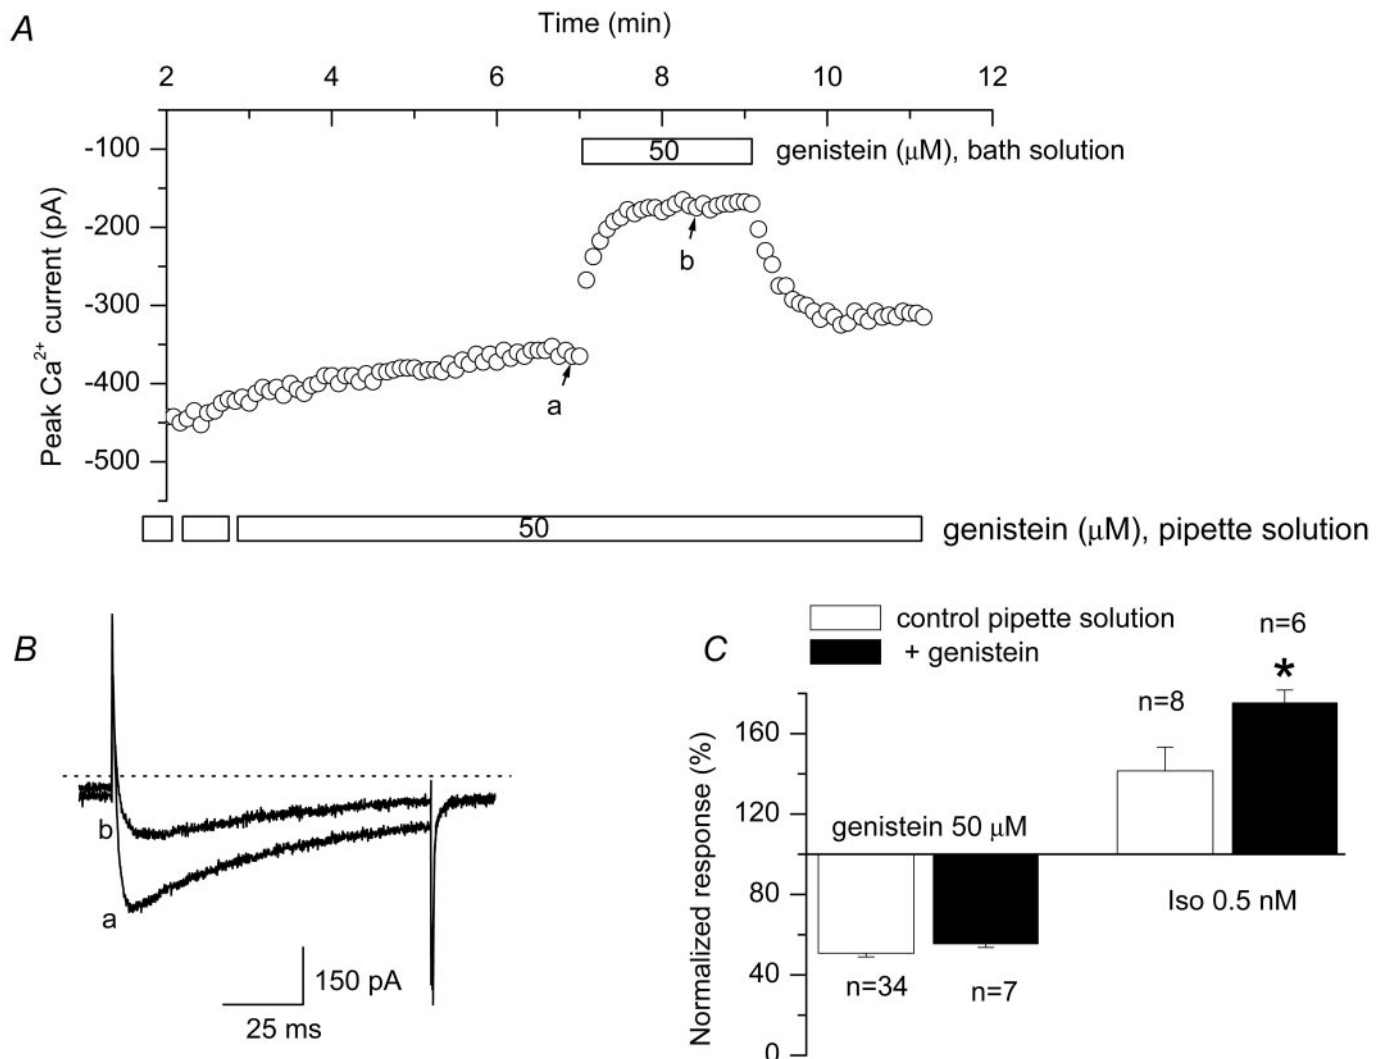 A
Time (min)
2 4 6 8 10 12
Peak Ca2+ current (pA)
-100
-200
-300
-400
-500
50
genistein (μM), bath solution
b
a
50
genistein (μM), pipette solution
B
b
a
150 pA
25 ms
C
control pipette solution
+ genistein
Normalized response (%)
160
120
80
40
0
n=6
*
n=8
genistein 50 μM
Iso 0.5 nM
n=34
n=7